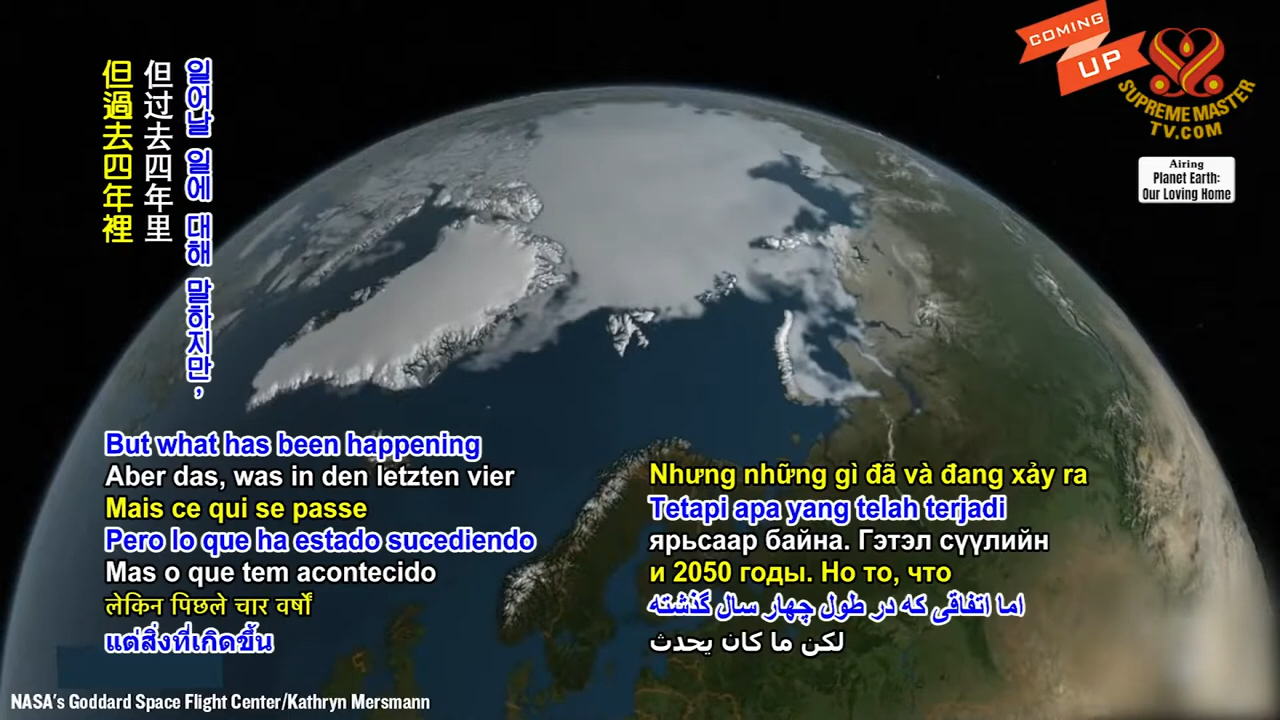 COMING
UP
SUPREME MASTER
TV.COM
Airing
Planet Earth:
Our Loving Home
但過去四年裡
但过去四年里
일어날 일에 대해 말하지만,
But what has been happening
Aber das, was in den letzten vier
Mais ce qui se passe
Pero lo que ha estado sucediendo
Mas o que tem acontecido
लेकिन पिछले चार वर्षों
แต่สิ่งที่เกิดขึ้น
Nhưng những gì đã và đang xảy ra
Tetapi apa yang telah terjadi
ярьсаар байна. Гэтэл сүүлийн
и 2050 годы. Но то, что
اما اتفاقی که در طول چهار سال گذشته
لكن ما كان يحدث
NASA's Goddard Space Flight Center/Kathryn Mersmann